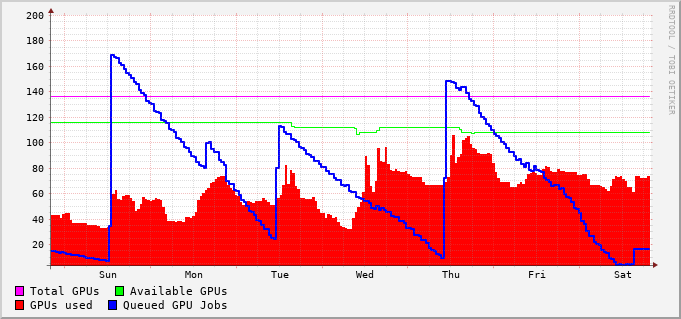 200
180
160
140
120
100
80
60
40
20
Sun Mon Tue Wed Thu Fri Sat
Total GPUs Available GPUs
GPUs used Queued GPU Jobs
RRDTOOL / TOBI OETIKER